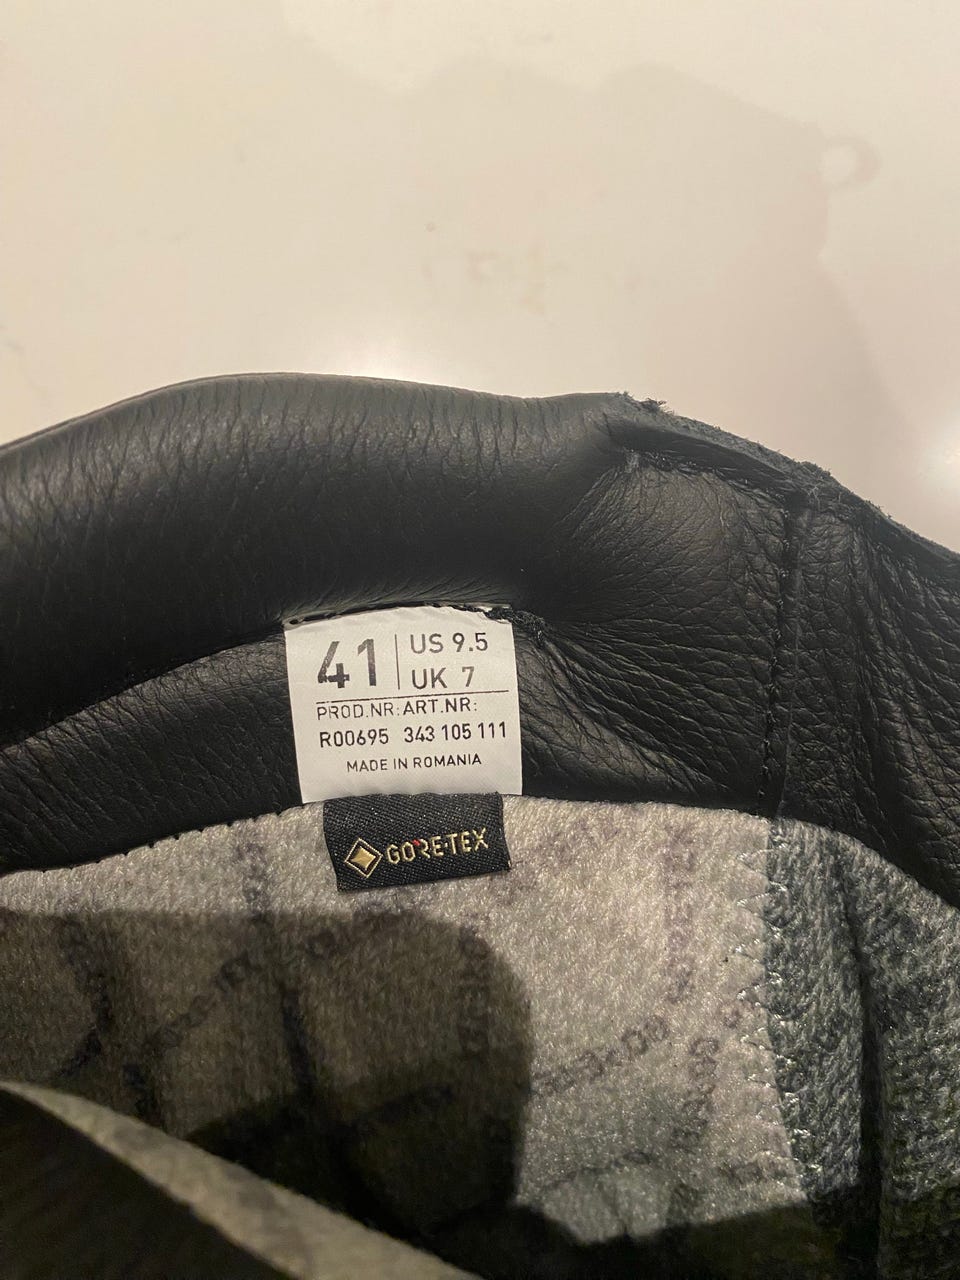 41 US 9.5
UK 7
PROD.NR: ART.NR:
R00695 343 105 111
MADE IN ROMANIA
GORE-TEX